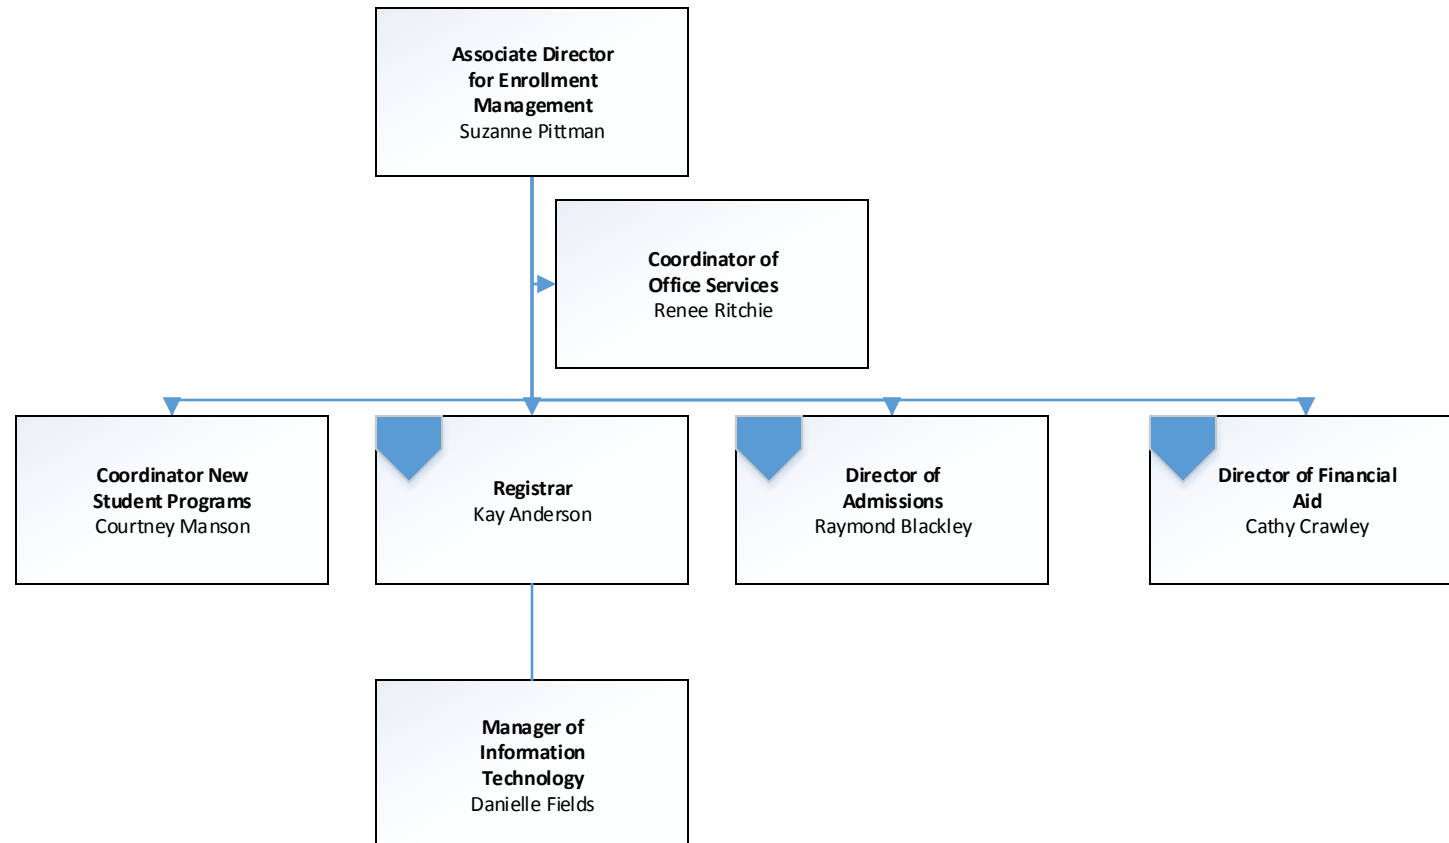 Associate Director
for Enrollment
Management
Suzanne Pittman
Coordinator of
Office Services
Renee Ritchie
Coordinator New
Student Programs
Courtney Manson
Registrar
Kay Anderson
Director of
Admissions
Raymond Blackley
Director of Financial
Aid
Cathy Crawley
Manager of
Information
Technology
Danielle Fields